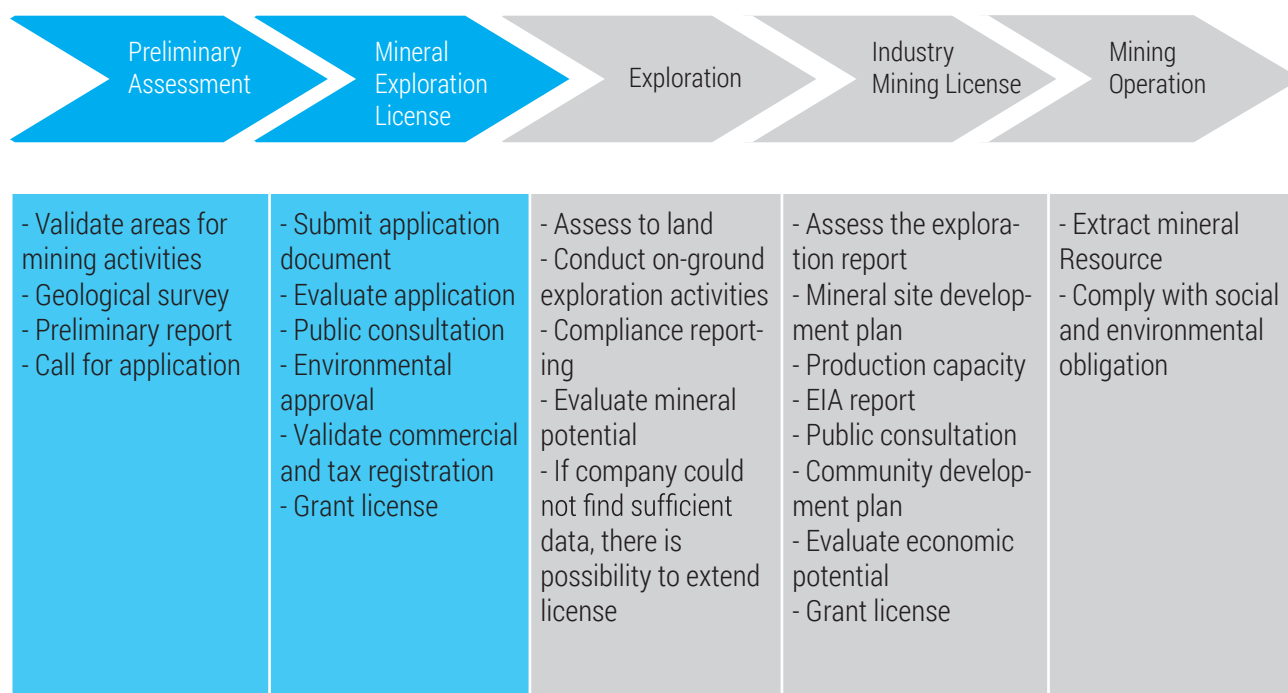 Preliminary
Assessment
Mineral
Exploration
License
Exploration
Industry
Mining License
Mining
Operation
- Validate areas for
mining activities
- Geological survey
- Preliminary report
- Call for application
- Submit application
document
- Evaluate application
- Public consultation
- Environmental
approval
- Validate commercial
and tax registration
- Grant license
- Assess to land
- Conduct on-ground
exploration activities
- Compliance report-
ing
- Evaluate mineral
potential
- If company could
not find sufficient
data, there is
possibility to extend
license
- Assess the explora-
tion report
- Mineral site develop-
ment plan
- Production capacity
- EIA report
- Public consultation
- Community develop-
ment plan
- Evaluate economic
potential
- Grant license
- Extract mineral
Resource
- Comply with social
and environmental
obligation